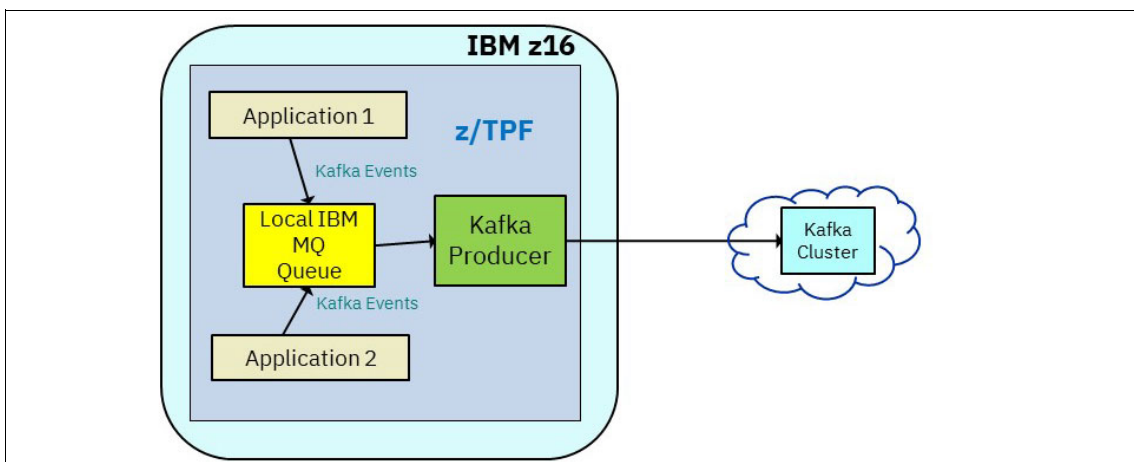 IBM z16
Application 1
z/TPF
Kafka Events
Local IBM
MQ
Queue
Kafka
Producer
Kafka
Cluster
Kafka Events
Application 2